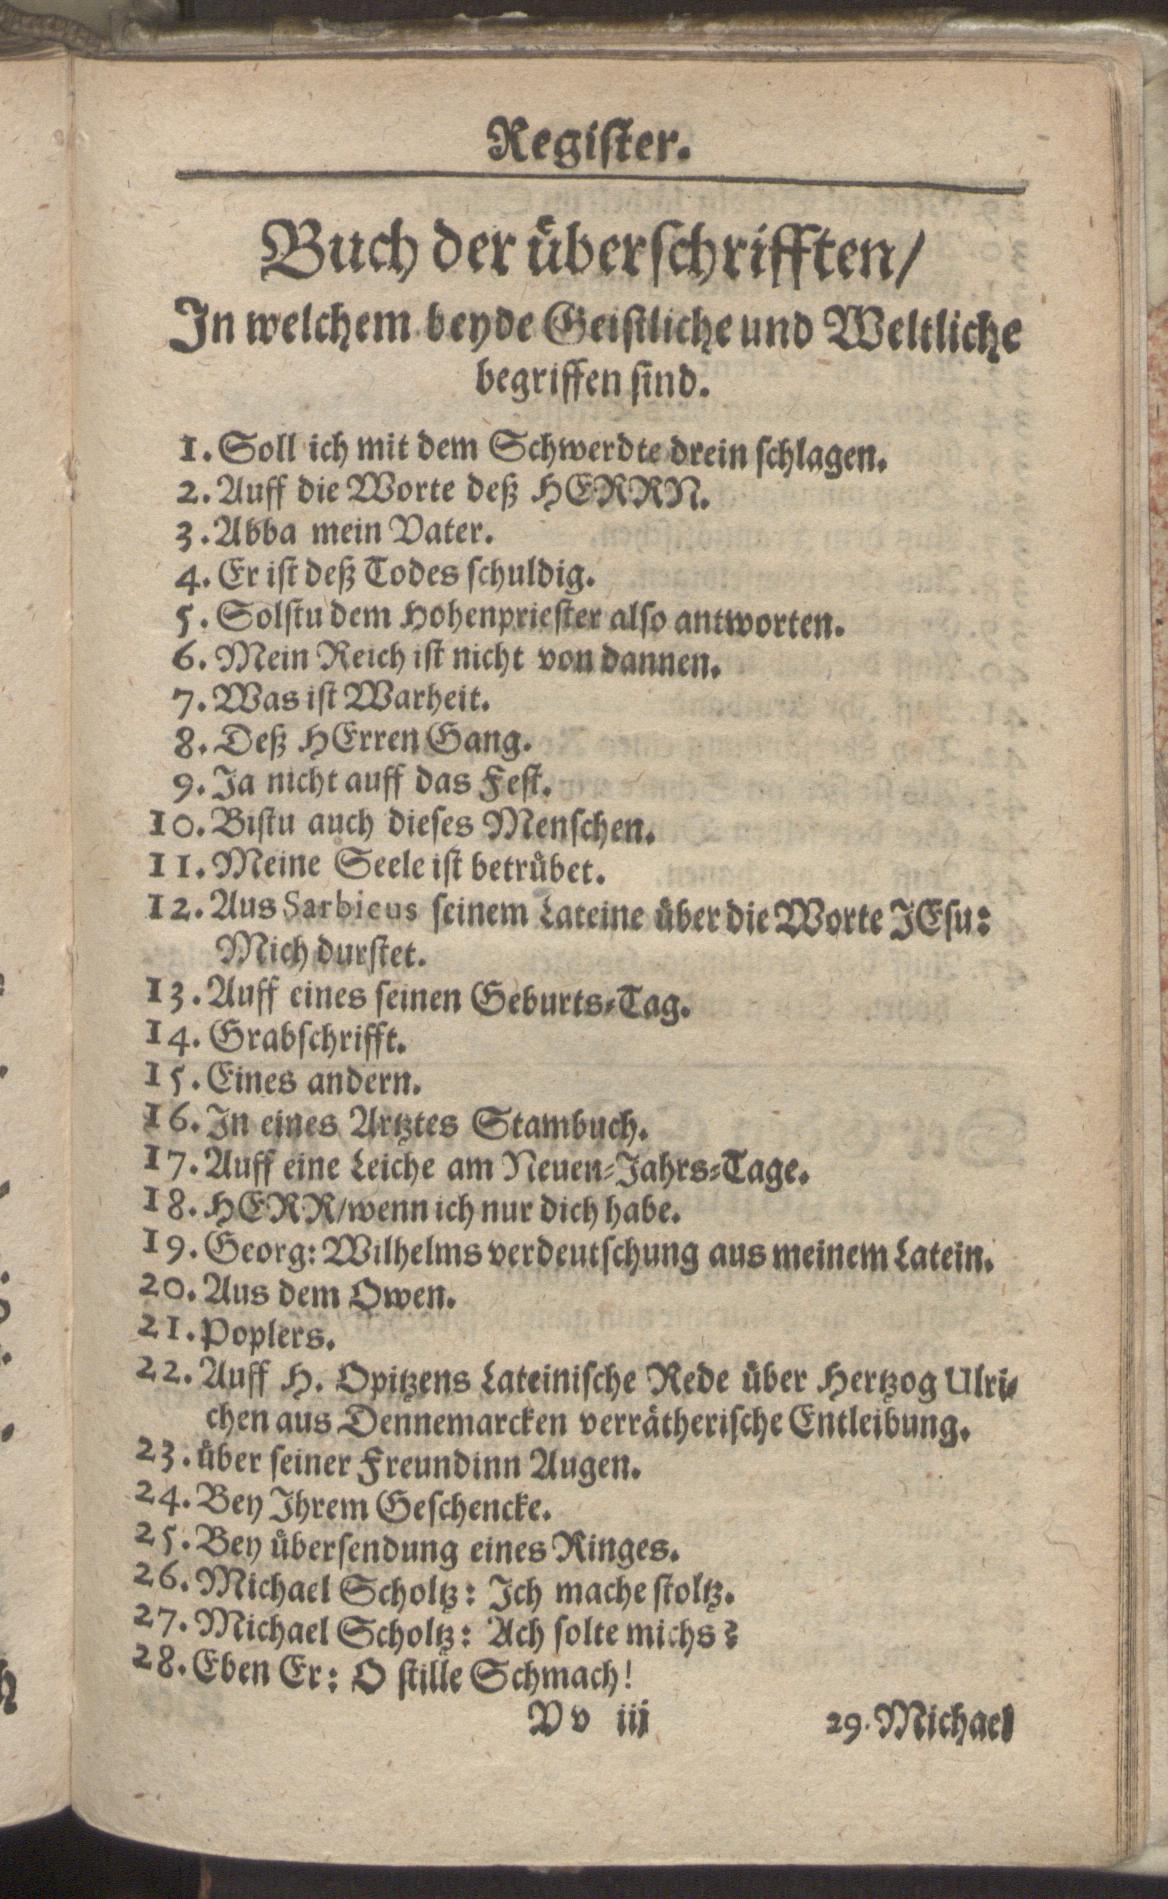 Register.
Buch der überschrifften/
In welchem beyde Geistliche und Weltliche
begriffen sind.
1. Soll ich mit dem Schwerdte drein schlagen.
2. Auff die Worte deß HERRN.
3. Abba mein Vater.
4. Er ist deß Todes schuldig.
5. Solstu dem Hohenpriester also antworten.
6. Mein Reich ist nicht von dannen.
7. Was ist Warheit.
8. Deß HErren Gang.
9. Ja nicht auff das Fest.
10. Bistu auch dieses Menschen.
11. Meine Seele ist betrübet.
12. Aus Sarbieus seinem Lateine über die Worte JEsu:
Mich durstet.
13. Auff eines seinen Geburts-Tag.
14. Grabschrifft.
15. Eines andern.
16. In eines Artztes Stambuch.
17. Auff eine Leiche am Neuen-Jahrs-Tage.
18. HERR/wenn ich nur dich habe.
19. Georg: Wilhelms verdeutschung aus meinem Latein.
20. Aus dem Owen.
21. Poplers.
22. Auff H. Opitzens Lateinische Rede über Hertzog Ulri-
chen aus Dennemarcken verrätherische Entleibung.
23. über seiner Freundinn Augen.
24. Bey Ihrem Geschencke.
25. Bey übersendung eines Ringes.
26. Michael Scholtz: Ich mache stoltz.
27. Michael Scholtz: Ach solte michs?
28. Eben Er: O stille Schmach!
Vv iij 29. Michael